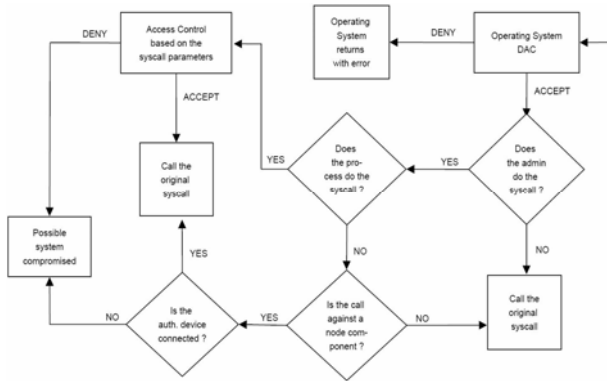 DENY
Access Control
based on the
syscall parameters
Operating
System
returns
with error
DENY
Operating System
DAC
ACCEPT
ACCEPT
Call the
original
syscall
YES
Does
the pro-
cess do the
syscall ?
YES
Does
the admin
do the
syscall ?
Possible
system
compromised
YES
NO
NO
NO
Is the
auth. device
connected ?
YES
Is the call
against a
node com-
ponent ?
NO
Call the
original
syscall